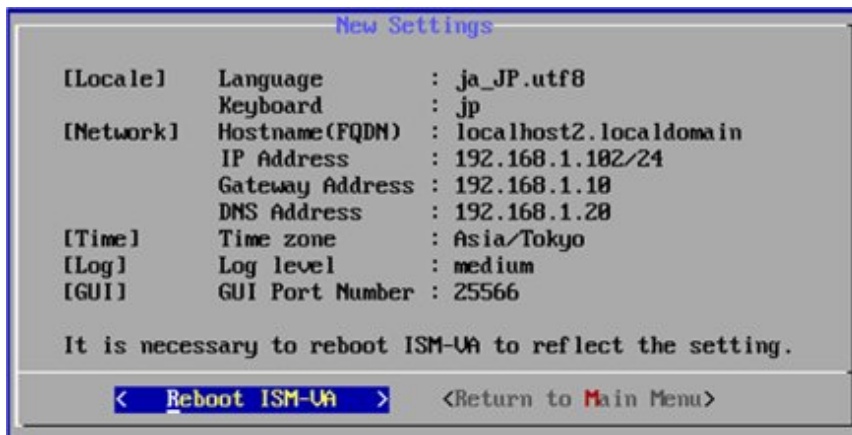 New Settings
[Locale] Language : ja_JP.utf8
Keyboard : jp
[Network] Hostname(FQDN) : localhost2.localdomain
IP Address : 192.168.1.102/24
Gateway Address : 192.168.1.10
DNS Address : 192.168.1.20
[Time] Time zone : Asia/Tokyo
[Log] Log level : medium
[GUI] GUI Port Number : 25566
It is necessary to reboot ISM-VA to reflect the setting.
< Reboot ISM-VA > <Return to Main Menu>